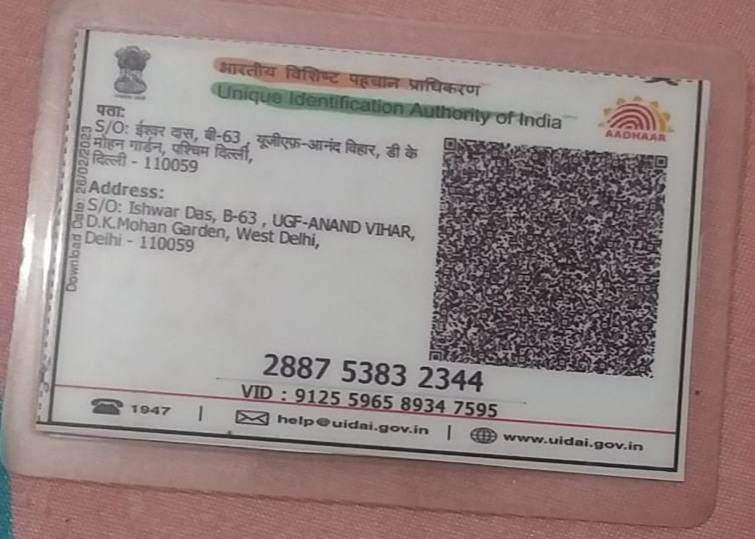 भारतीय विशिष्ट पहचान प्राधिकरण
Unique Identification Authority of India
AADHAAR
पता:
S/O: ईश्वर दास, बी-63 , यूजीएफ़-आनंद विहार, डी के
मोहन गार्डन, पश्चिम दिल्ली,
दिल्ली - 110059
Address:
S/O: Ishwar Das, B-63 , UGF-ANAND VIHAR,
D.K.Mohan Garden, West Delhi,
Delhi - 110059
Download Date: 26/02/2023
2887 5383 2344
VID : 9125 5965 8934 7595
1947 | help@uidai.gov.in | www.uidai.gov.in